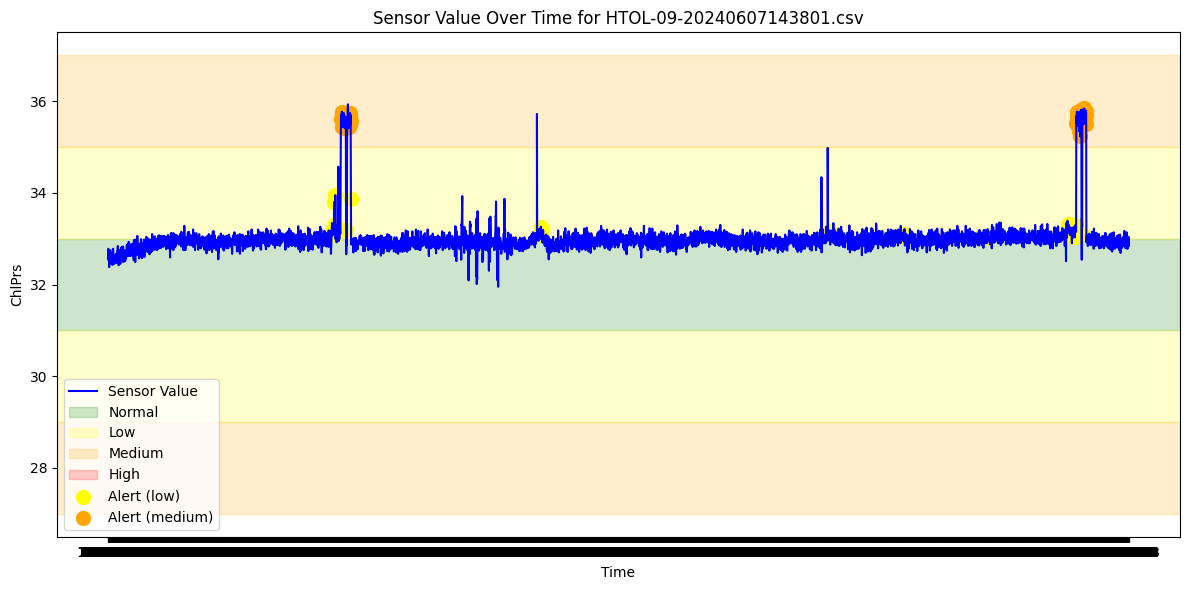 Sensor Value Over Time for HTOL-09-20240607143801.csv
36
34
32
30
28
ChlPrs
Sensor Value
Normal
Low
Medium
High
Alert (low)
Alert (medium)
Time